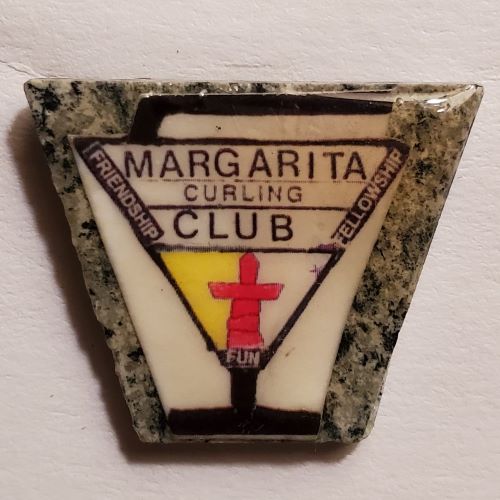 MARGARITA
CURLING
CLUB
FRIENDSHIP
FELLOWSHIP
FUN